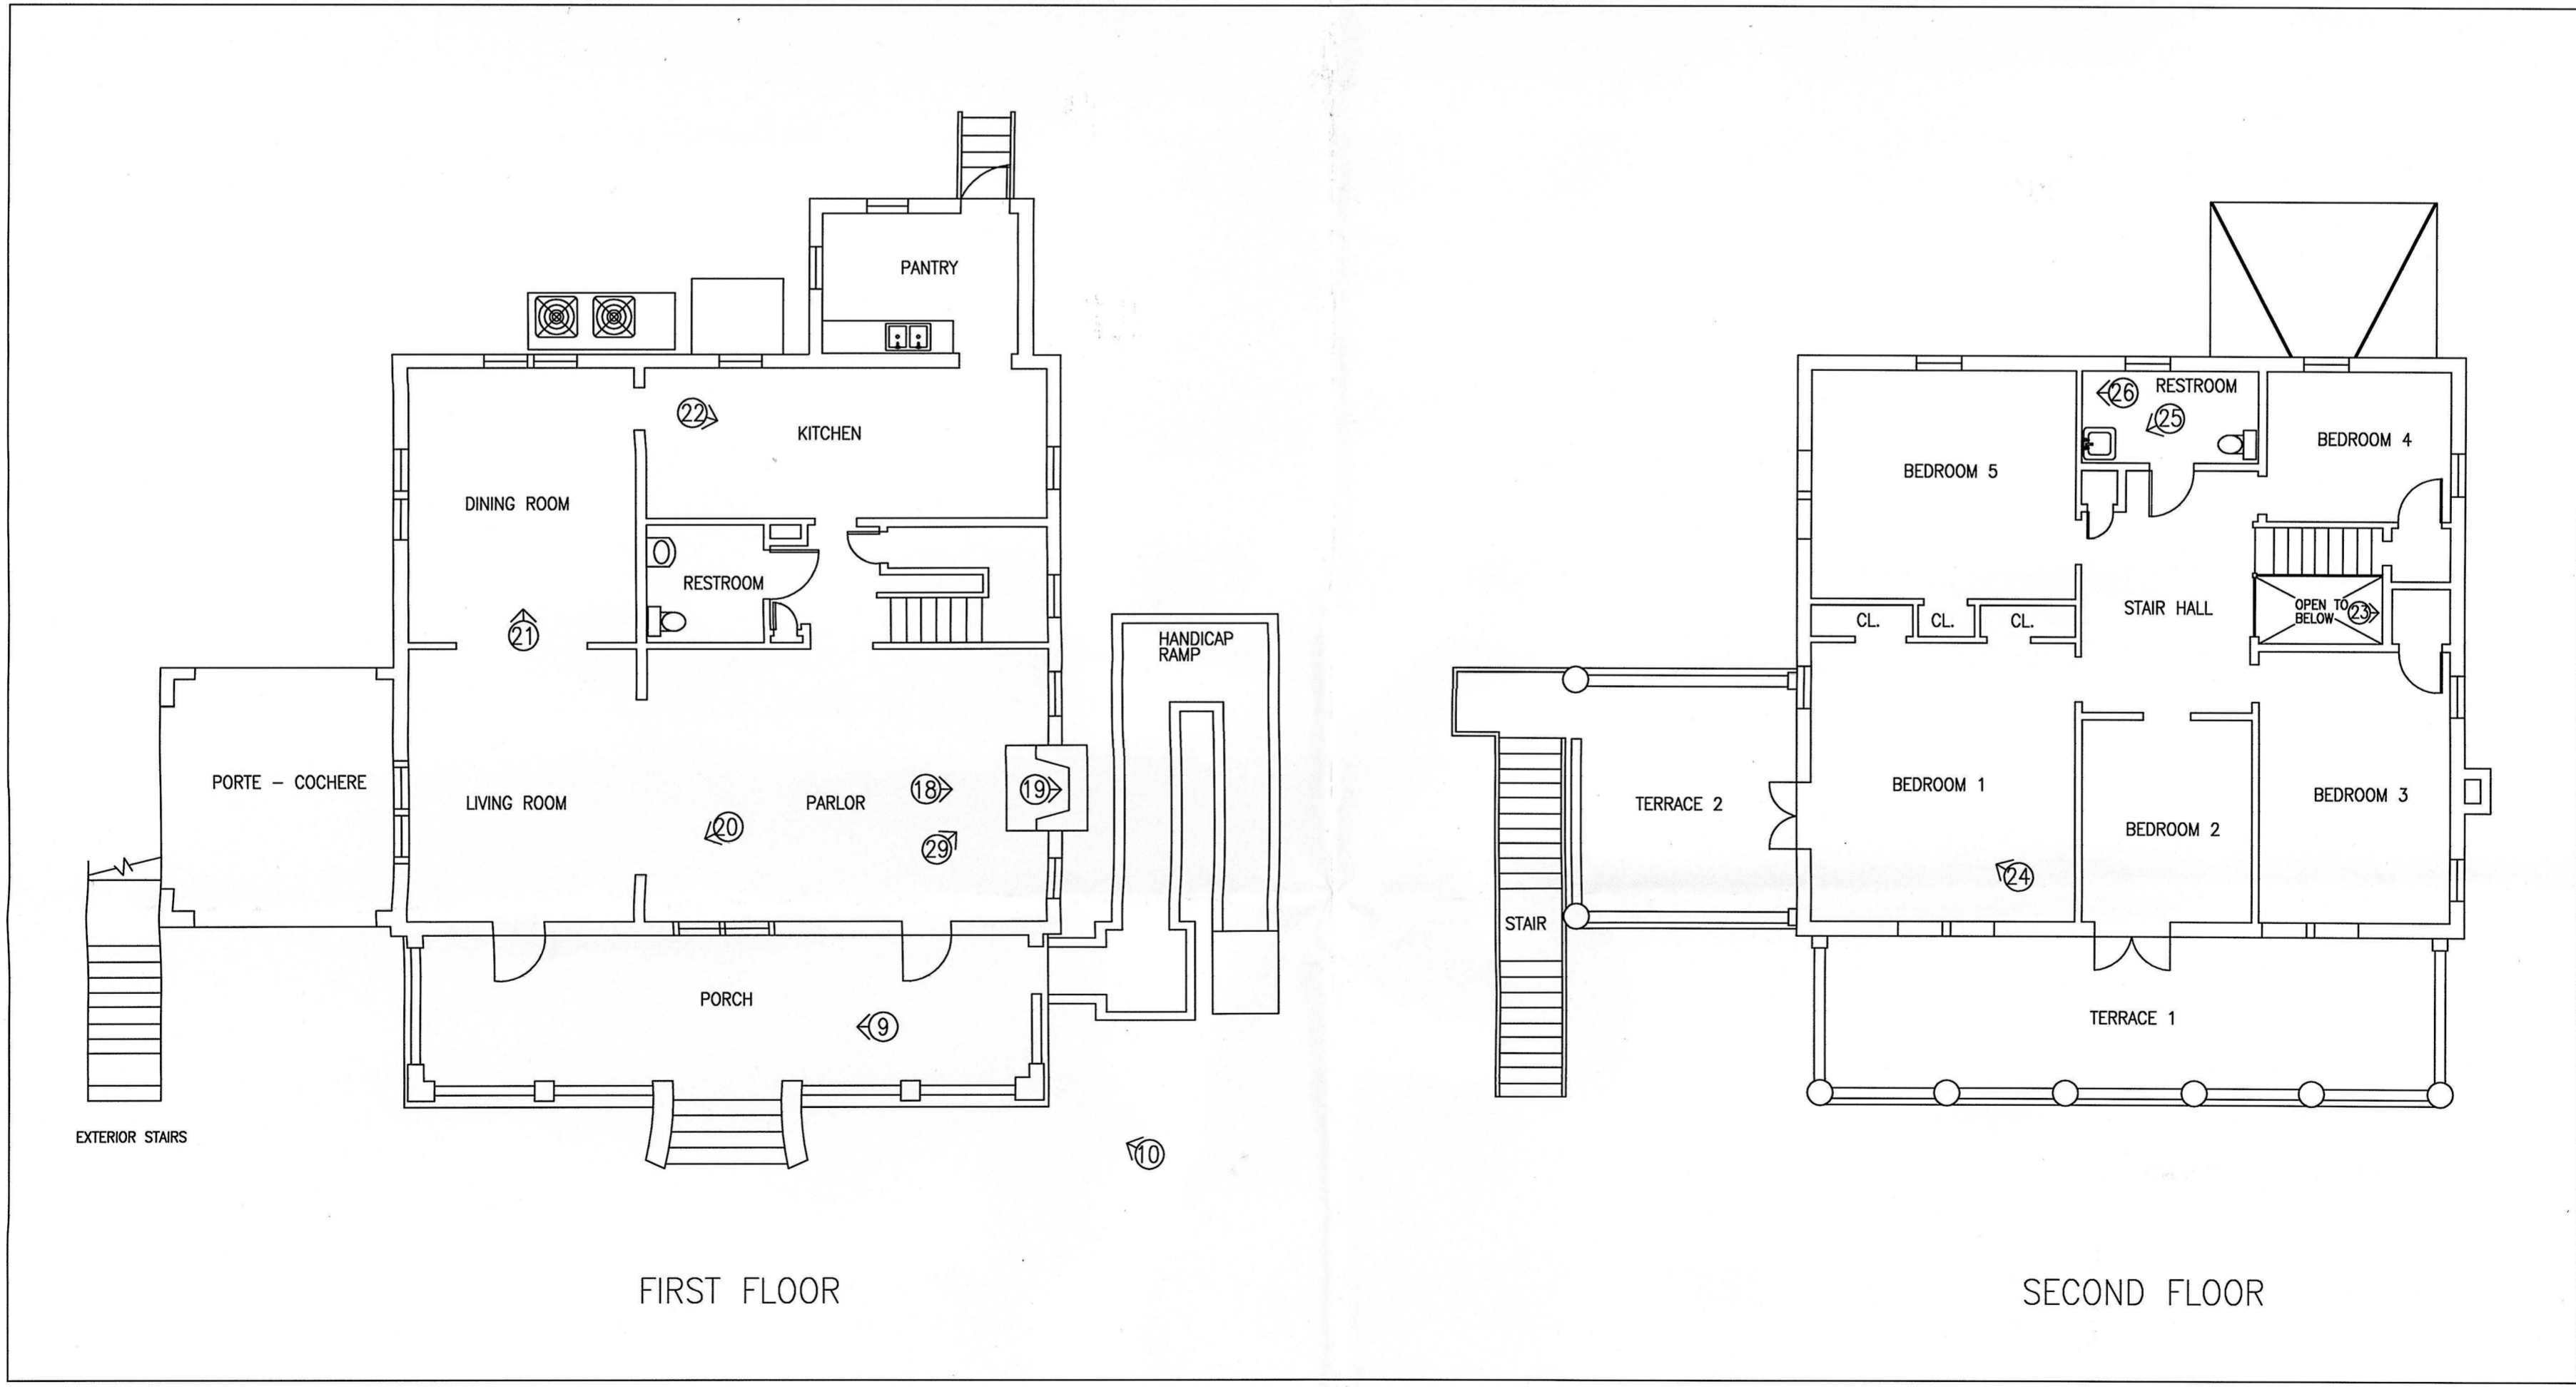 PANTRY
22
KITCHEN
DINING ROOM
RESTROOM
21
HANDICAP
RAMP
PORTE - COCHERE
LIVING ROOM
PARLOR
18
19
20
29
PORCH
9
EXTERIOR STAIRS
10
FIRST FLOOR
26
RESTROOM
25
BEDROOM 4
BEDROOM 5
STAIR HALL
OPEN TO
BELOW
23
CL.
CL.
CL.
TERRACE 2
BEDROOM 1
BEDROOM 2
BEDROOM 3
24
STAIR
TERRACE 1
SECOND FLOOR